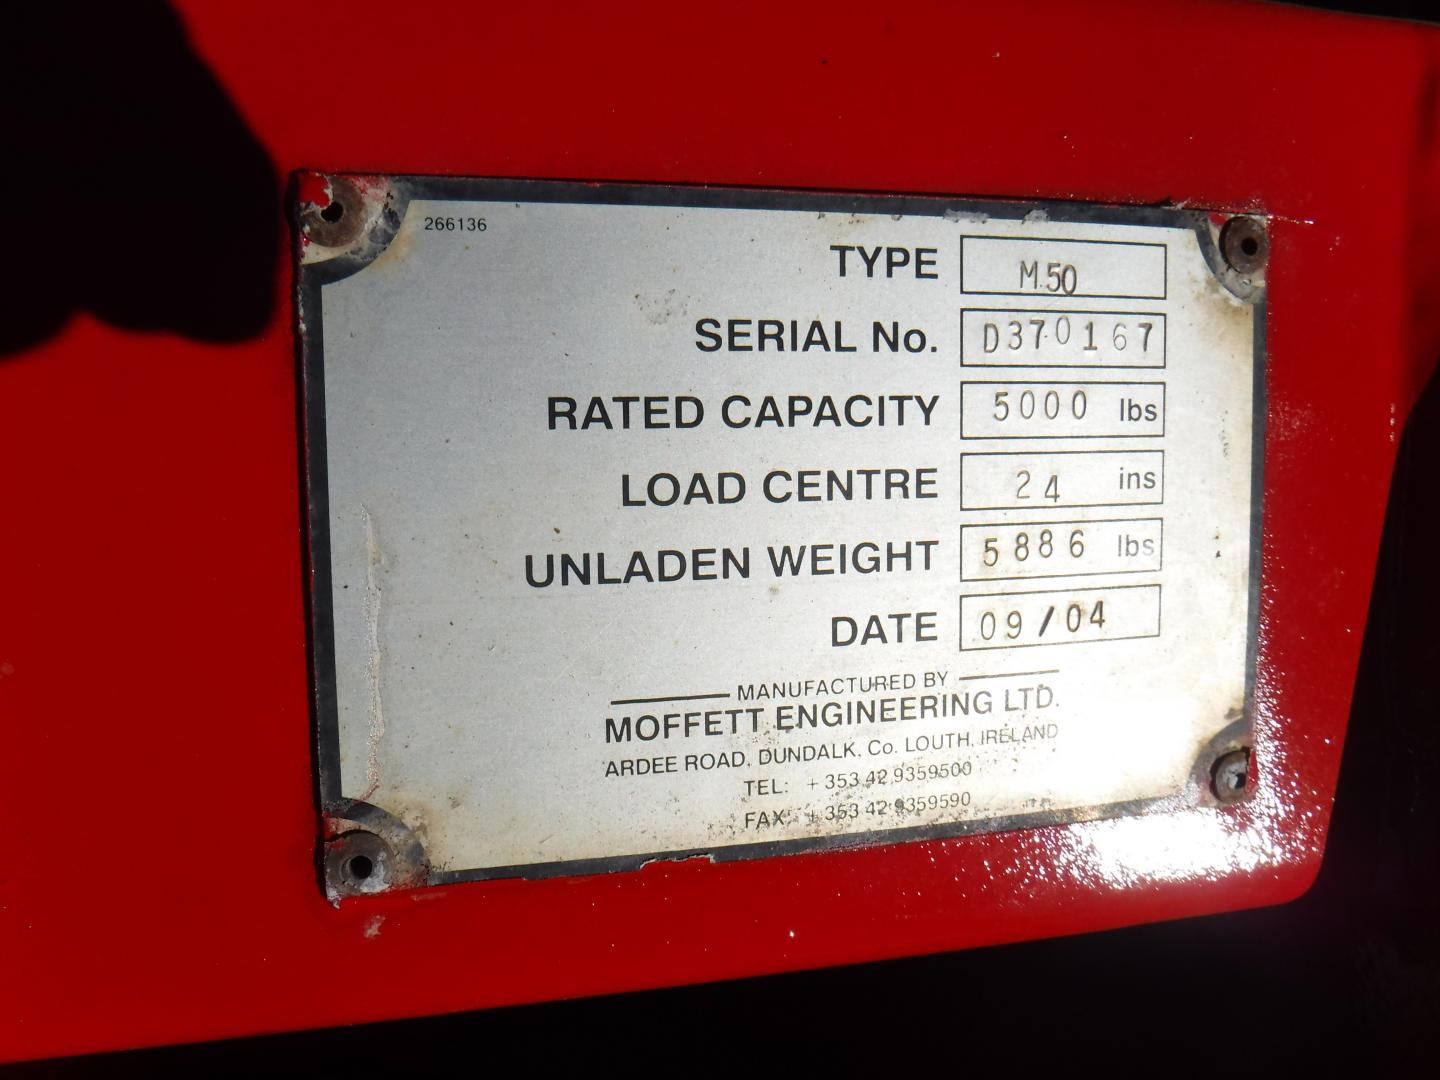 266136
TYPE M.50
SERIAL No. D370167
RATED CAPACITY 5000 lbs
LOAD CENTRE 24 ins
UNLADEN WEIGHT 5886 lbs
DATE 09/04
MANUFACTURED BY
MOFFETT ENGINEERING LTD.
ARDEE ROAD, DUNDALK, Co. LOUTH, IRELAND
TEL: +353 42 9359500
FAX: +353 42 9359590